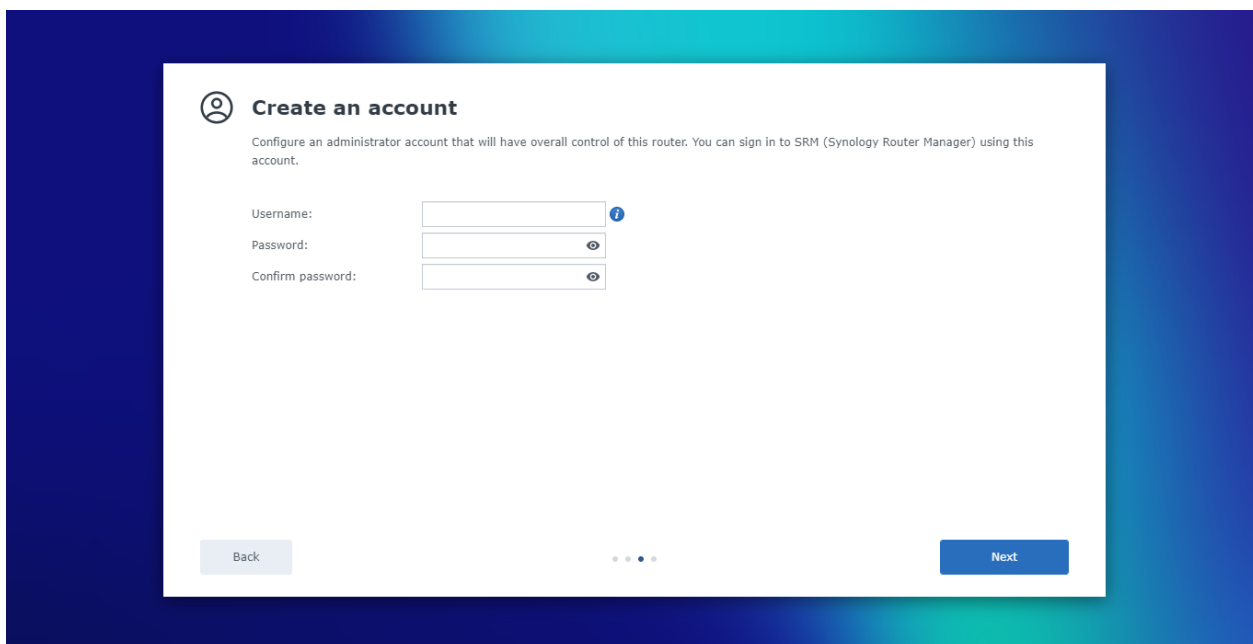 Create an account
Configure an administrator account that will have overall control of this router. You can sign in to SRM (Synology Router Manager) using this
account.
Username:
i
Password:
Confirm password:
Back
Next